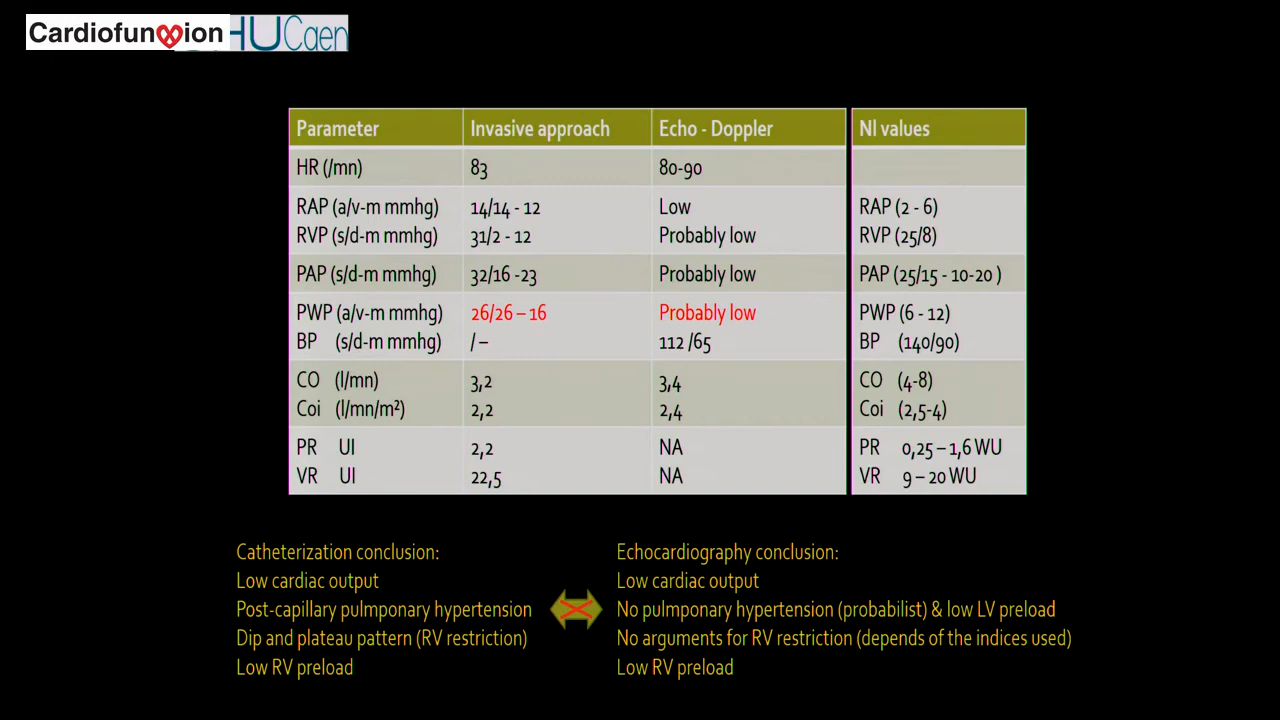 Cardiofun ion HUCaen
Parameter Invasive approach Echo - Doppler Nl values
HR (/mn) 83 80-90
RAP (a/v-m mmhg) 14/14 - 12 Low RAP (2 - 6)
RVP (s/d-m mmhg) 31/2 - 12 Probably low RVP (25/8)
PAP (s/d-m mmhg) 32/16 -23 Probably low PAP (25/15 - 10-20 )
PWP (a/v-m mmhg) 26/26 – 16 Probably low PWP (6 - 12)
BP (s/d-m mmhg) / – 112 /65 BP (140/90)
CO (l/mn) 3,2 3,4 CO (4-8)
Coi (l/mn/m²) 2,2 2,4 Coi (2,5-4)
PR UI 2,2 NA PR 0,25 – 1,6 WU
VR UI 22,5 NA VR 9 – 20 WU
Catheterization conclusion: Echocardiography conclusion:
Low cardiac output Low cardiac output
Post-capillary pulmponary hypertension No pulmponary hypertension (probabilist) & low LV preload
Dip and plateau pattern (RV restriction) No arguments for RV restriction (depends of the indices used)
Low RV preload Low RV preload